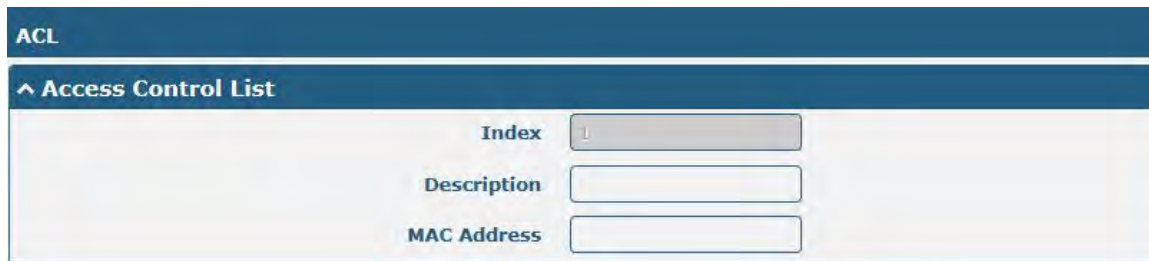 ACL
Access Control List
Index 1
Description
MAC Address